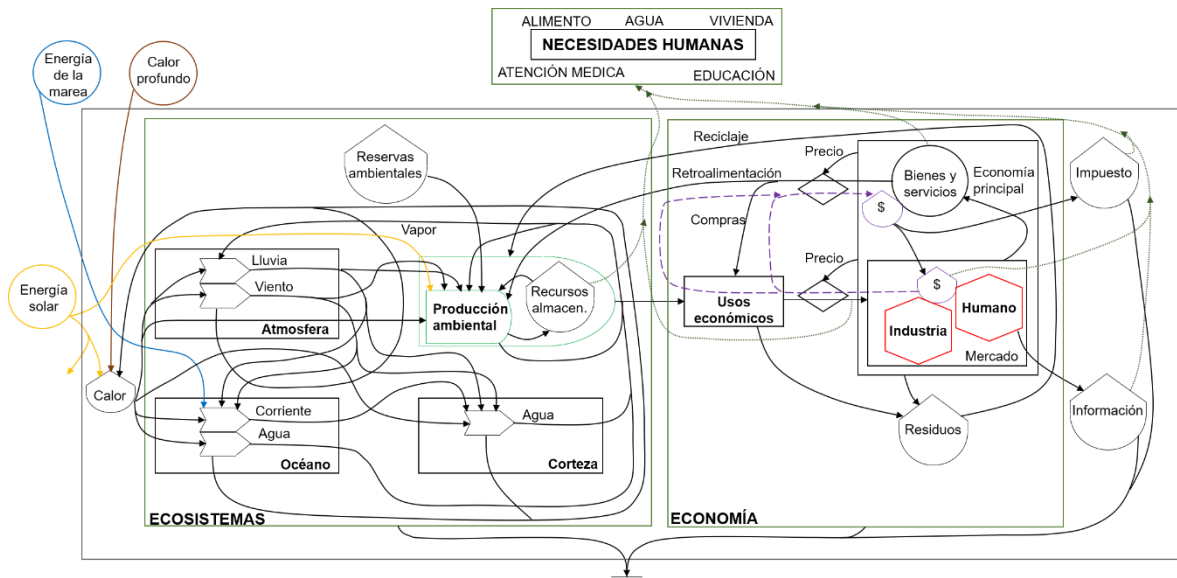 ALIMENTO AGUA VIVIENDA
NECESIDADES HUMANAS
ATENCIÓN MEDICA EDUCACIÓN
Energía
de la
marea
Calor
profundo
Energía
solar
Calor
Reservas
ambientales
Vapor
Lluvia
Viento
Atmosfera
Producción
ambiental
Recursos
almacen.
Corriente
Agua
Océano
Agua
Corteza
ECOSISTEMAS
Reciclaje
Retroalimentación
Compras
Precio
Bienes y
servicios
Economía
principal
$
Precio
Usos
económicos
$
Humano
Industria
Mercado
Residuos
ECONOMÍA
Impuesto
Información